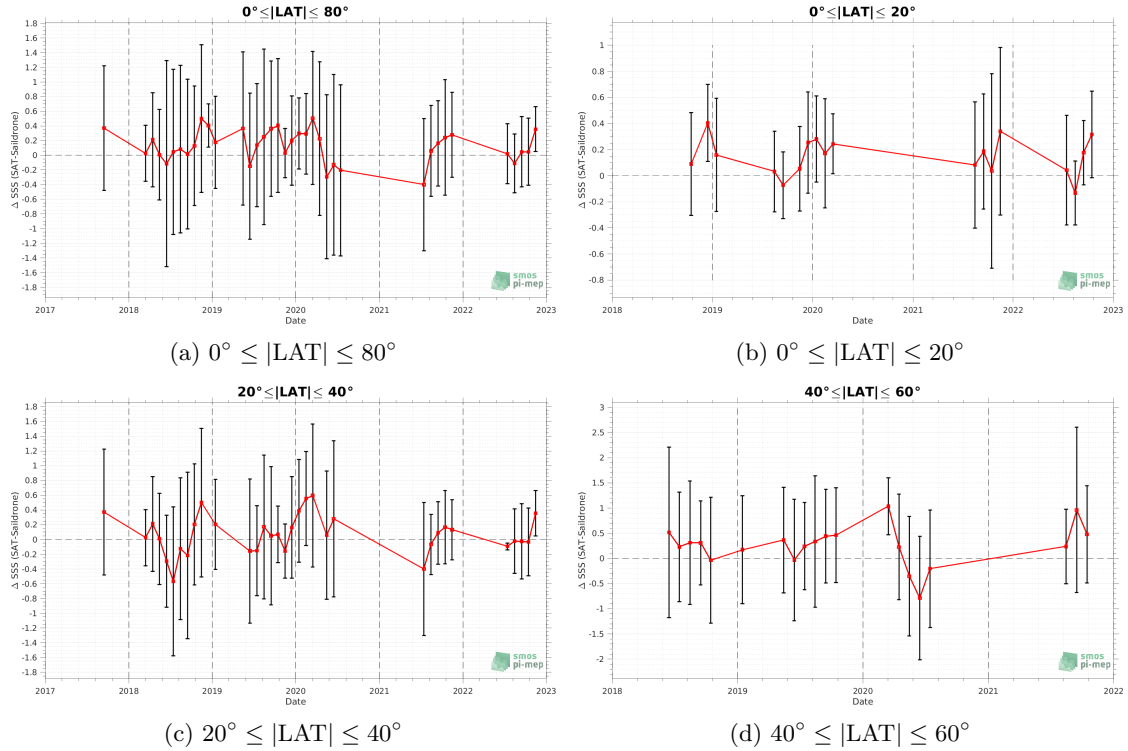 0°≤|LAT|≤ 80°
Δ SSS (SAT-Saildrone)
1.8
1.6
1.4
1.2
1
0.8
0.6
0.4
0.2
0
-0.2
-0.4
-0.6
-0.8
-1
-1.2
-1.4
-1.6
-1.8
smos
pi-mep
2017 2018 2019 2020 2021 2022 2023
Date
(a) 0° ≤ |LAT| ≤ 80°
0°≤|LAT|≤ 20°
Δ SSS (SAT-Saildrone)
1
0.8
0.6
0.4
0.2
0
-0.2
-0.4
-0.6
-0.8
smos
pi-mep
2018 2019 2020 2021 2022 2023
Date
(b) 0° ≤ |LAT| ≤ 20°
20°≤|LAT|≤ 40°
Δ SSS (SAT-Saildrone)
1.8
1.6
1.4
1.2
1
0.8
0.6
0.4
0.2
0
-0.2
-0.4
-0.6
-0.8
-1
-1.2
-1.4
-1.6
-1.8
smos
pi-mep
2017 2018 2019 2020 2021 2022 2023
Date
(c) 20° ≤ |LAT| ≤ 40°
40°≤|LAT|≤ 60°
Δ SSS (SAT-Saildrone)
3
2.5
2
1.5
1
0.5
0
-0.5
-1
-1.5
-2
smos
pi-mep
2018 2019 2020 2021 2022
Date
(d) 40° ≤ |LAT| ≤ 60°